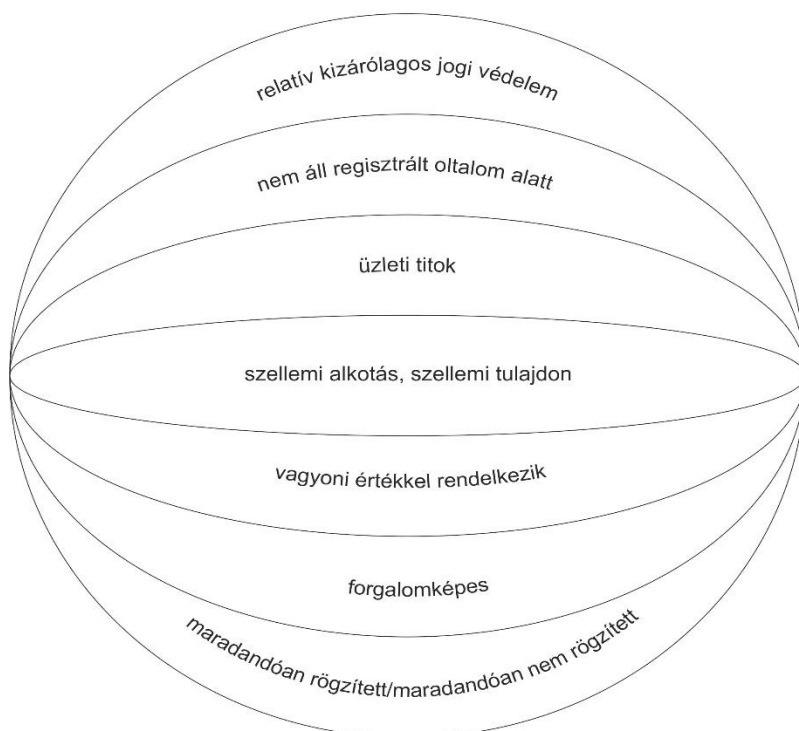 relatív kizárólagos jogi védelem
nem áll regisztrált oltalom alatt
üzleti titok
szellemi alkotás, szellemi tulajdon
vagyoni értékkel rendelkezik
forgalomképes
maradandóan rögzített/maradandóan nem rögzített